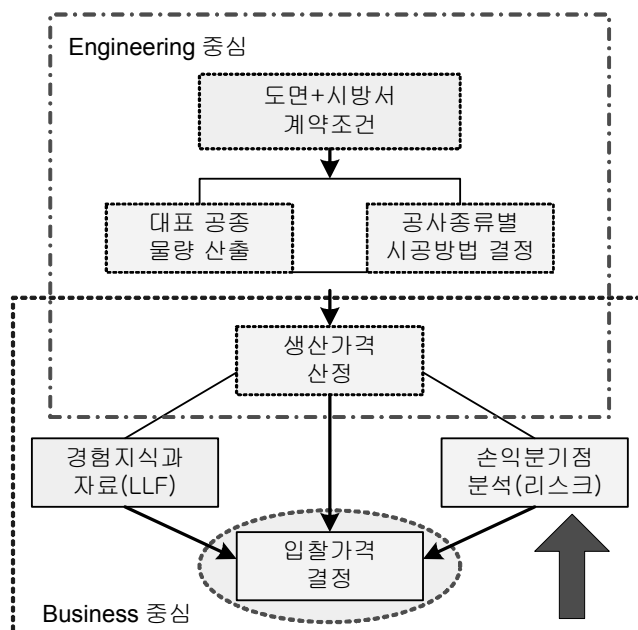 Engineering 중심
도면+시방서
계약조건
대표 공종
물량 산출
공사종류별
시공방법 결정
생산가격
산정
경험지식과
자료(LLF)
손익분기점
분석(리스크)
입찰가격
결정
Business 중심